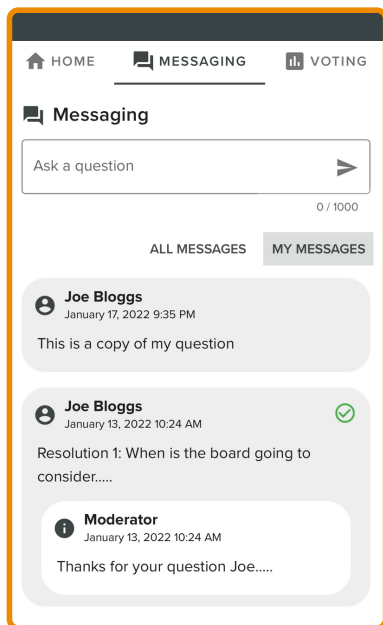 HOME MESSAGING VOTING
Messaging
Ask a question
0 / 1000
ALL MESSAGES MY MESSAGES
Joe Bloggs
January 17, 2022 9:35 PM
This is a copy of my question
Joe Bloggs
January 13, 2022 10:24 AM
Resolution 1: When is the board going to
consider.....
Moderator
January 13, 2022 10:24 AM
Thanks for your question Joe.....